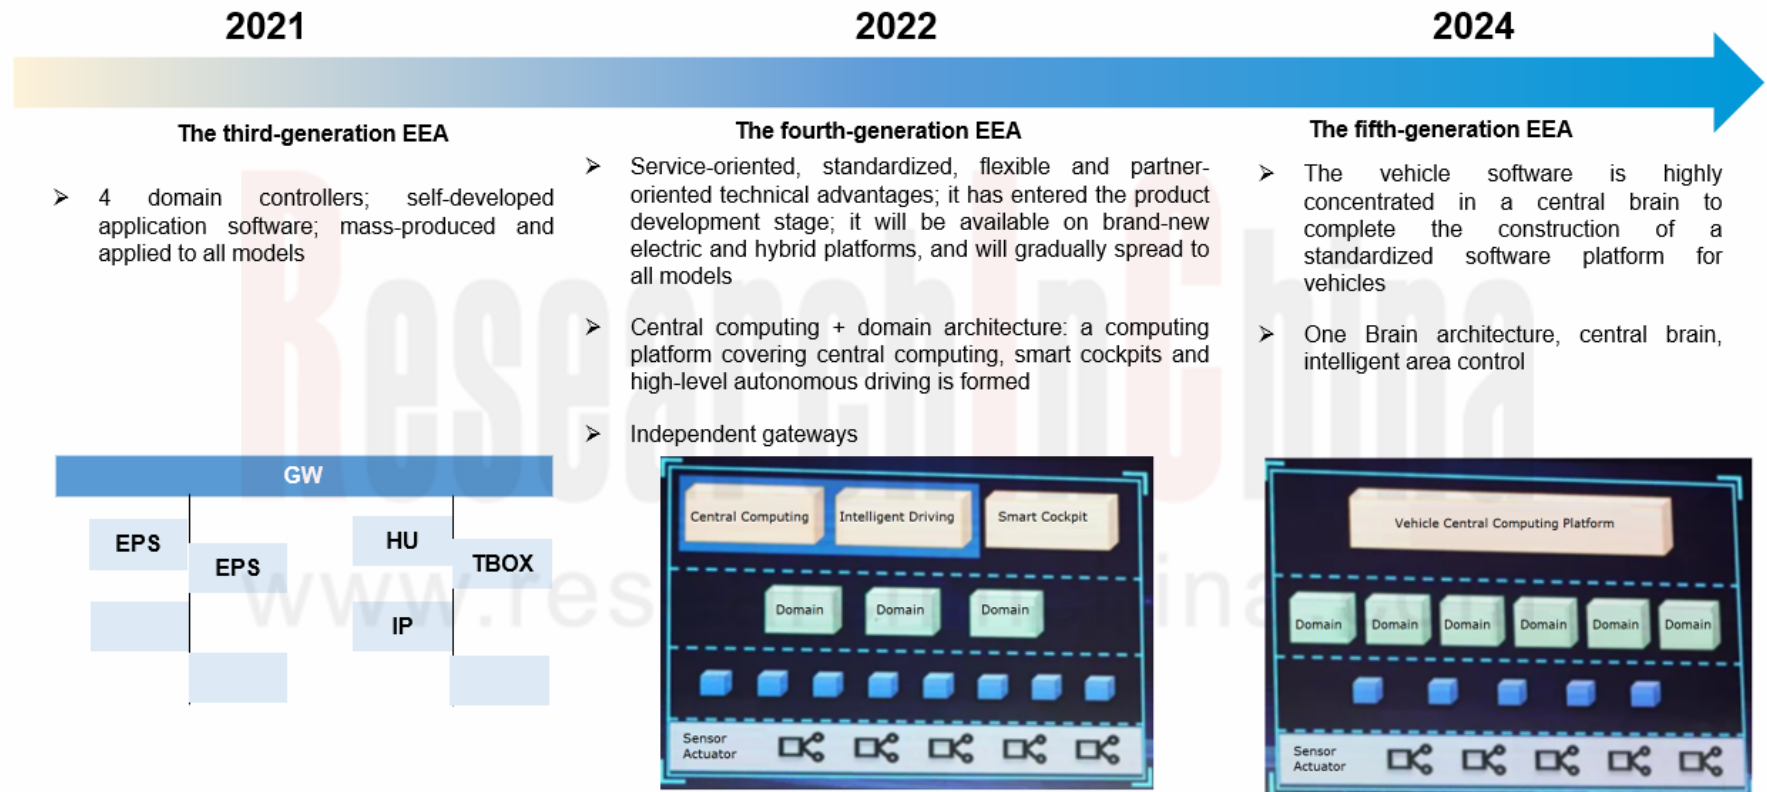 2021
2022
2024
The third-generation EEA
➢ 4 domain controllers; self-developed
application software; mass-produced and
applied to all models
GW
EPS
EPS
HU
TBOX
IP
The fourth-generation EEA
➢ Service-oriented, standardized, flexible and partner-
oriented technical advantages; it has entered the product
development stage; it will be available on brand-new
electric and hybrid platforms, and will gradually spread to
all models
➢ Central computing + domain architecture: a computing
platform covering central computing, smart cockpits and
high-level autonomous driving is formed
➢ Independent gateways
Central Computing
Intelligent Driving
Smart Cockpit
Domain
Domain
Domain
Sensor
Actuator
The fifth-generation EEA
➢ The vehicle software is highly
concentrated in a central brain to
complete the construction of a
standardized software platform for
vehicles
➢ One Brain architecture, central brain,
intelligent area control
Vehicle Central Computing Platform
Domain
Domain
Domain
Domain
Domain
Domain
Sensor
Actuator
ResearchInChina
www.researchinchina.com